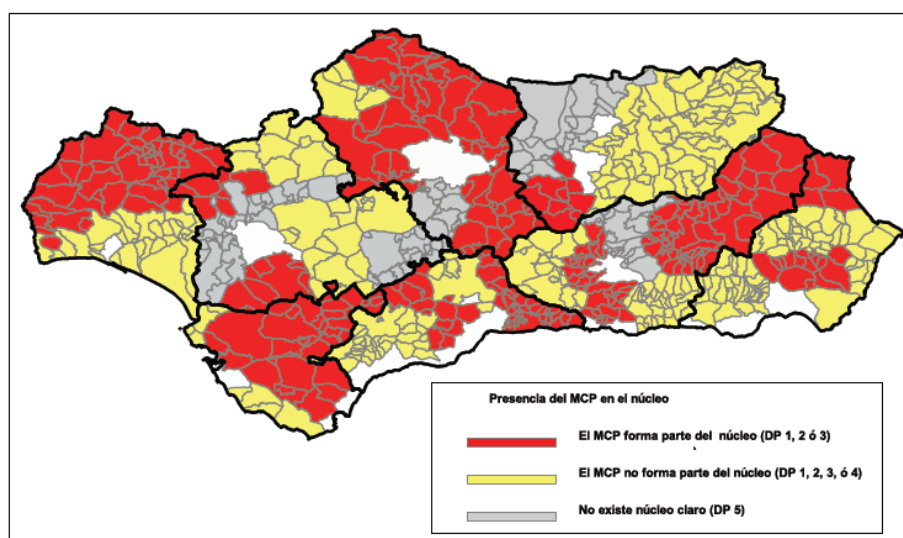 Presencia del MCP en el núcleo
El MCP forma parte del núcleo (DP 1, 2 ó 3)
El MCP no forma parte del núcleo (DP 1, 2, 3, ó 4)
No existe núcleo claro (DP 5)